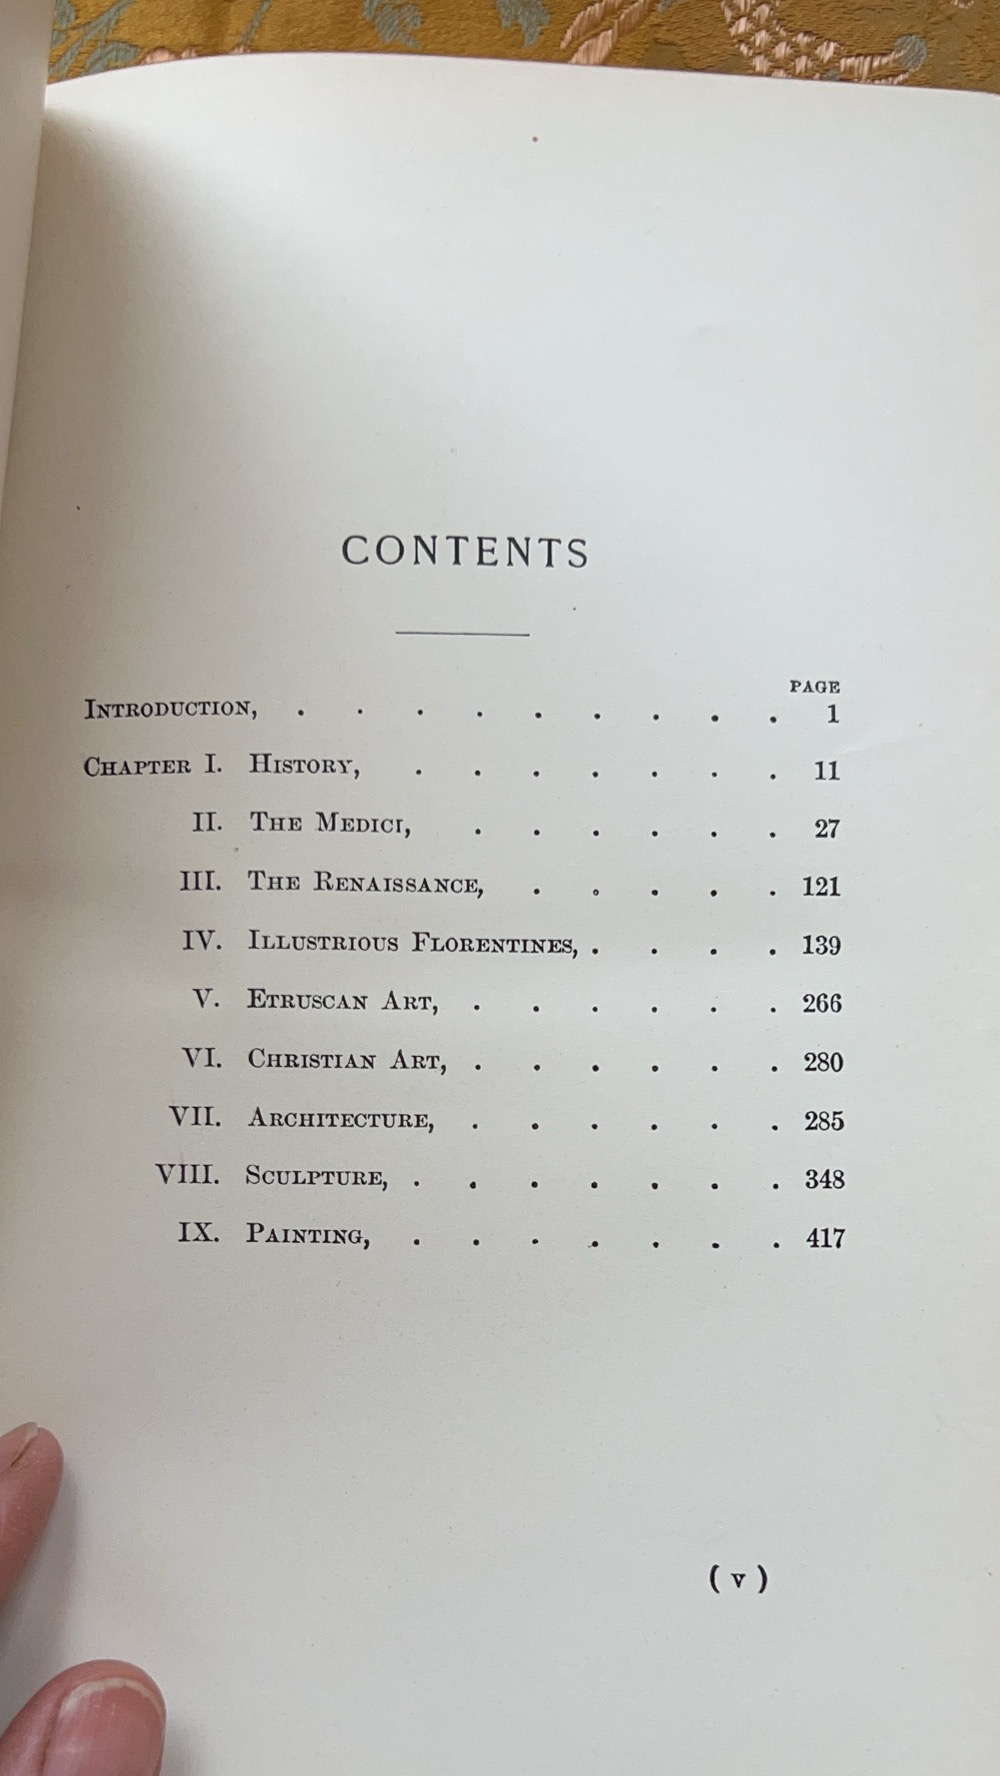 CONTENTS
PAGE
Introduction, . . . . . . . . . 1
Chapter I. History, . . . . . . . 11
II. The Medici, . . . . . . 27
III. The Renaissance, . . . . . 121
IV. Illustrious Florentines, . . . . 139
V. Etruscan Art, . . . . . . 266
VI. Christian Art, . . . . . . 280
VII. Architecture, . . . . . . 285
VIII. Sculpture, . . . . . . . 348
IX. Painting, . . . . . . . 417
( v )